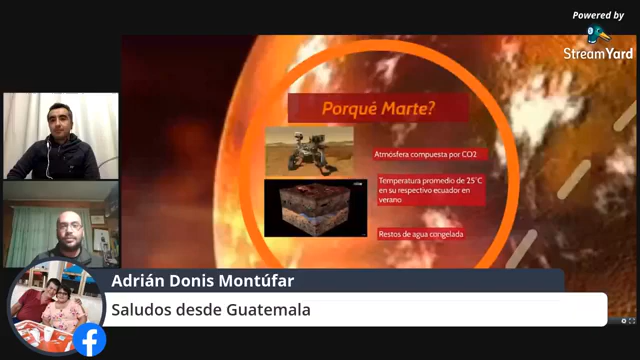 Powered by
StreamYard
Porqué Marte?
Atmósfera compuesta por CO2
Temperatura promedio de 25°C
en su respectivo ecuador en
verano
Restos de agua congelada
Adrián Donis Montúfar
Saludos desde Guatemala